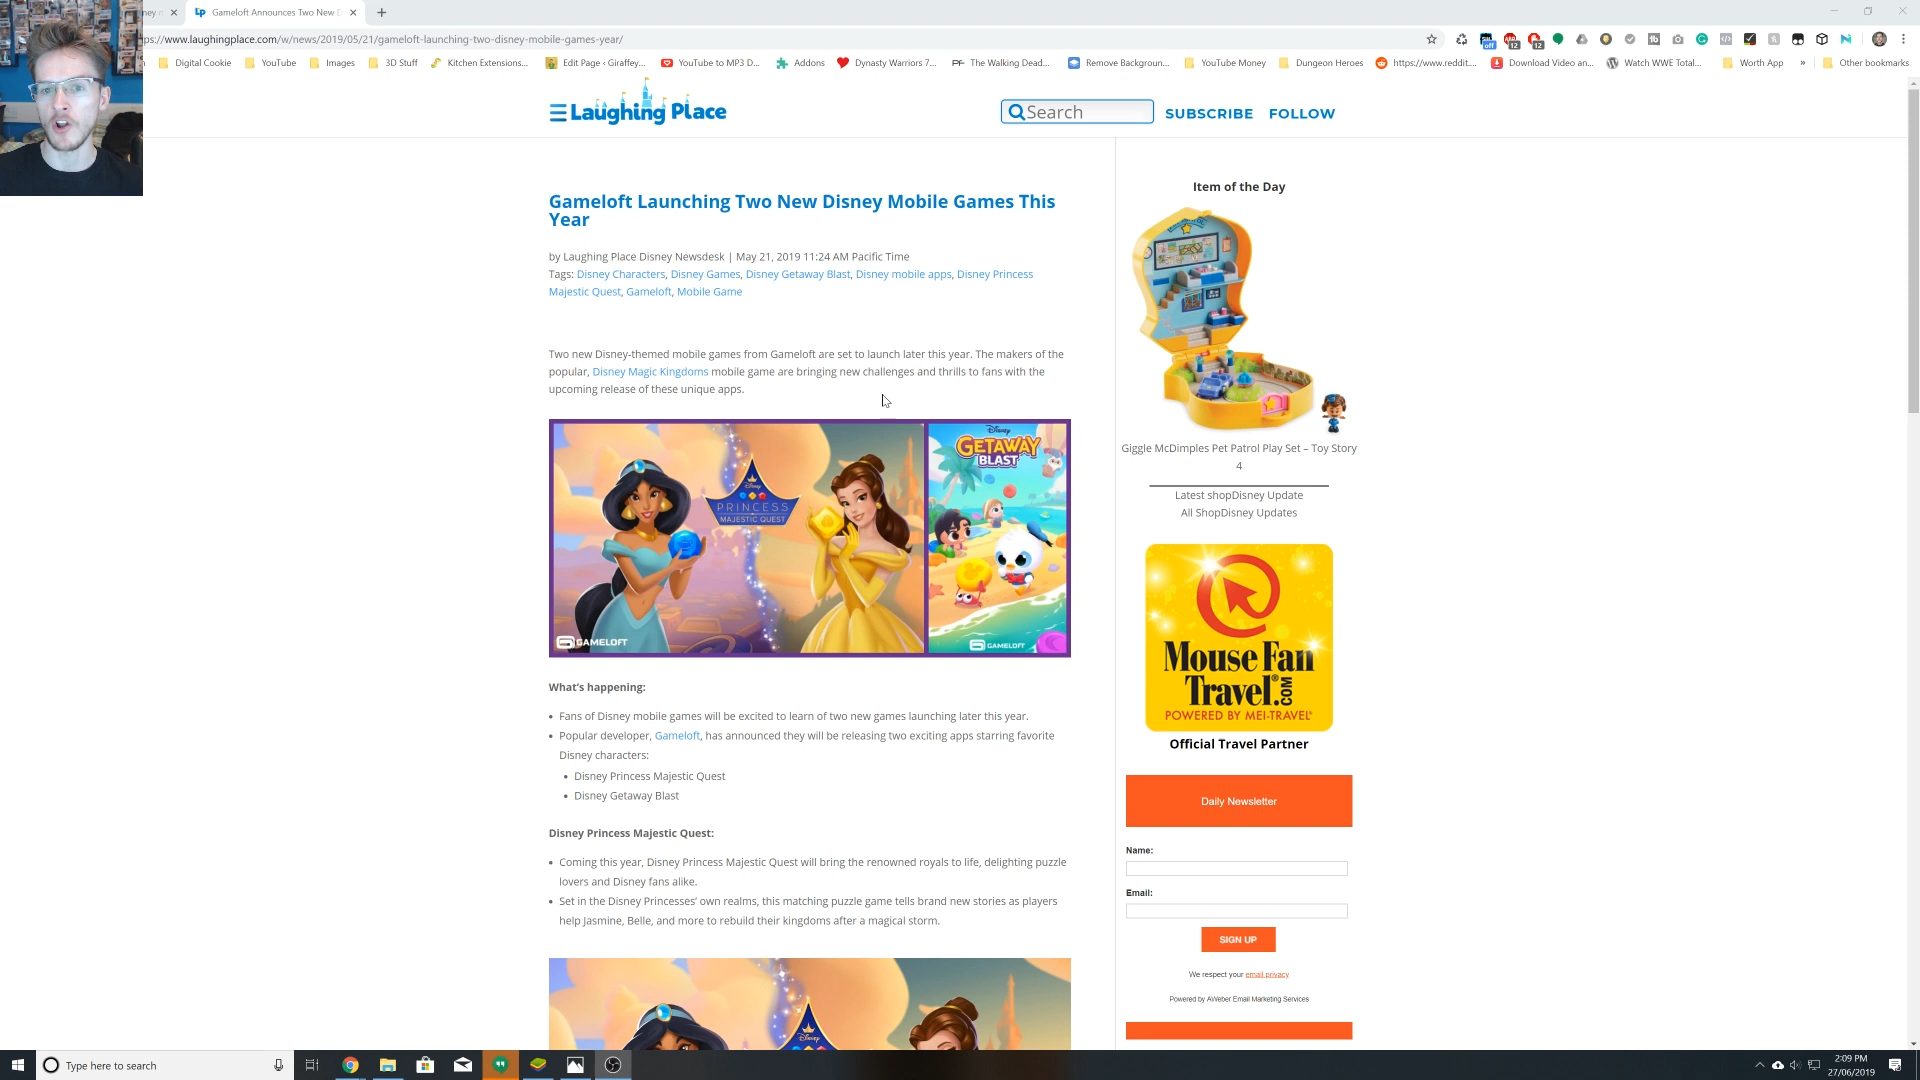 Gameloft Announces Two New D
https://www.laughingplace.com/w/news/2019/05/21/gameloft-launching-two-disney-mobile-games-year/
Digital Cookie
YouTube
Images
3D Stuff
Kitchen Extensions...
Edit Page ‹ Giraffey...
YouTube to MP3 D...
Addons
Dynasty Warriors 7...
The Walking Dead...
Remove Backgroun...
YouTube Money
Dungeon Heroes
https://www.reddit....
Download Video an...
Watch WWE Total...
Worth App
»
Other bookmarks
Laughing Place
Search
SUBSCRIBE
FOLLOW
Gameloft Launching Two New Disney Mobile Games This
Year
by Laughing Place Disney Newsdesk | May 21, 2019 11:24 AM Pacific Time
Tags: Disney Characters, Disney Games, Disney Getaway Blast, Disney mobile apps, Disney Princess
Majestic Quest, Gameloft, Mobile Game
Two new Disney-themed mobile games from Gameloft are set to launch later this year. The makers of the
popular, Disney Magic Kingdoms mobile game are bringing new challenges and thrills to fans with the
upcoming release of these unique apps.
Disney
PRINCESS
MAJESTIC QUEST
GAMELOFT
Disney
GETAWAY
BLAST
GAMELOFT
What's happening:
• Fans of Disney mobile games will be excited to learn of two new games launching later this year.
• Popular developer, Gameloft, has announced they will be releasing two exciting apps starring favorite
Disney characters:
• Disney Princess Majestic Quest
• Disney Getaway Blast
Disney Princess Majestic Quest:
• Coming this year, Disney Princess Majestic Quest will bring the renowned royals to life, delighting puzzle
lovers and Disney fans alike.
• Set in the Disney Princesses' own realms, this matching puzzle game tells brand new stories as players
help Jasmine, Belle, and more to rebuild their kingdoms after a magical storm.
Disney
Item of the Day
Giggle McDimples Pet Patrol Play Set – Toy Story
4
Latest shopDisney Update
All ShopDisney Updates
Mouse Fan
Travel.COM
POWERED BY MEI-TRAVEL
Official Travel Partner
Daily Newsletter
Name:
Email:
SIGN UP
We respect your email privacy
Powered by AWeber Email Marketing Services
Type here to search
2:09 PM
27/06/2019